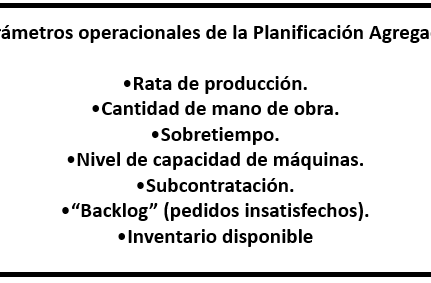 rámetros operacionales de la Planificación Agrega
•Rata de producción.
•Cantidad de mano de obra.
•Sobretiempo.
•Nivel de capacidad de máquinas.
•Subcontratación.
•“Backlog” (pedidos insatisfechos).
•Inventario disponible